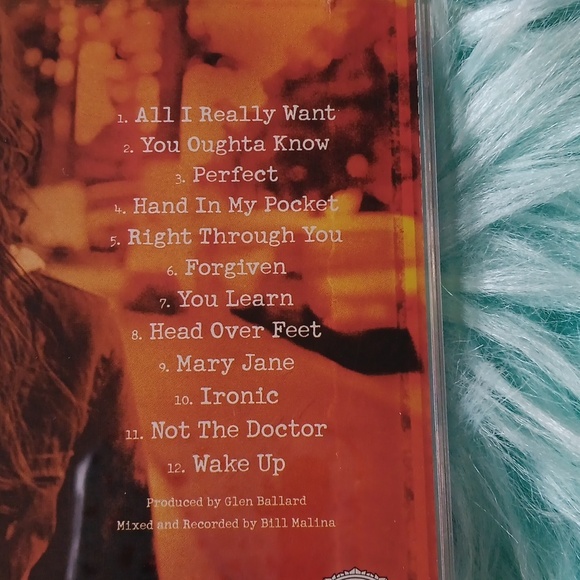 1. All I Really Want
2. You Oughta Know
3. Perfect
4. Hand In My Pocket
5. Right Through You
6. Forgiven
7. You Learn
8. Head Over Feet
9. Mary Jane
10. Ironic
11. Not The Doctor
12. Wake Up
Produced by Glen Ballard
Mixed and Recorded by Bill Malina